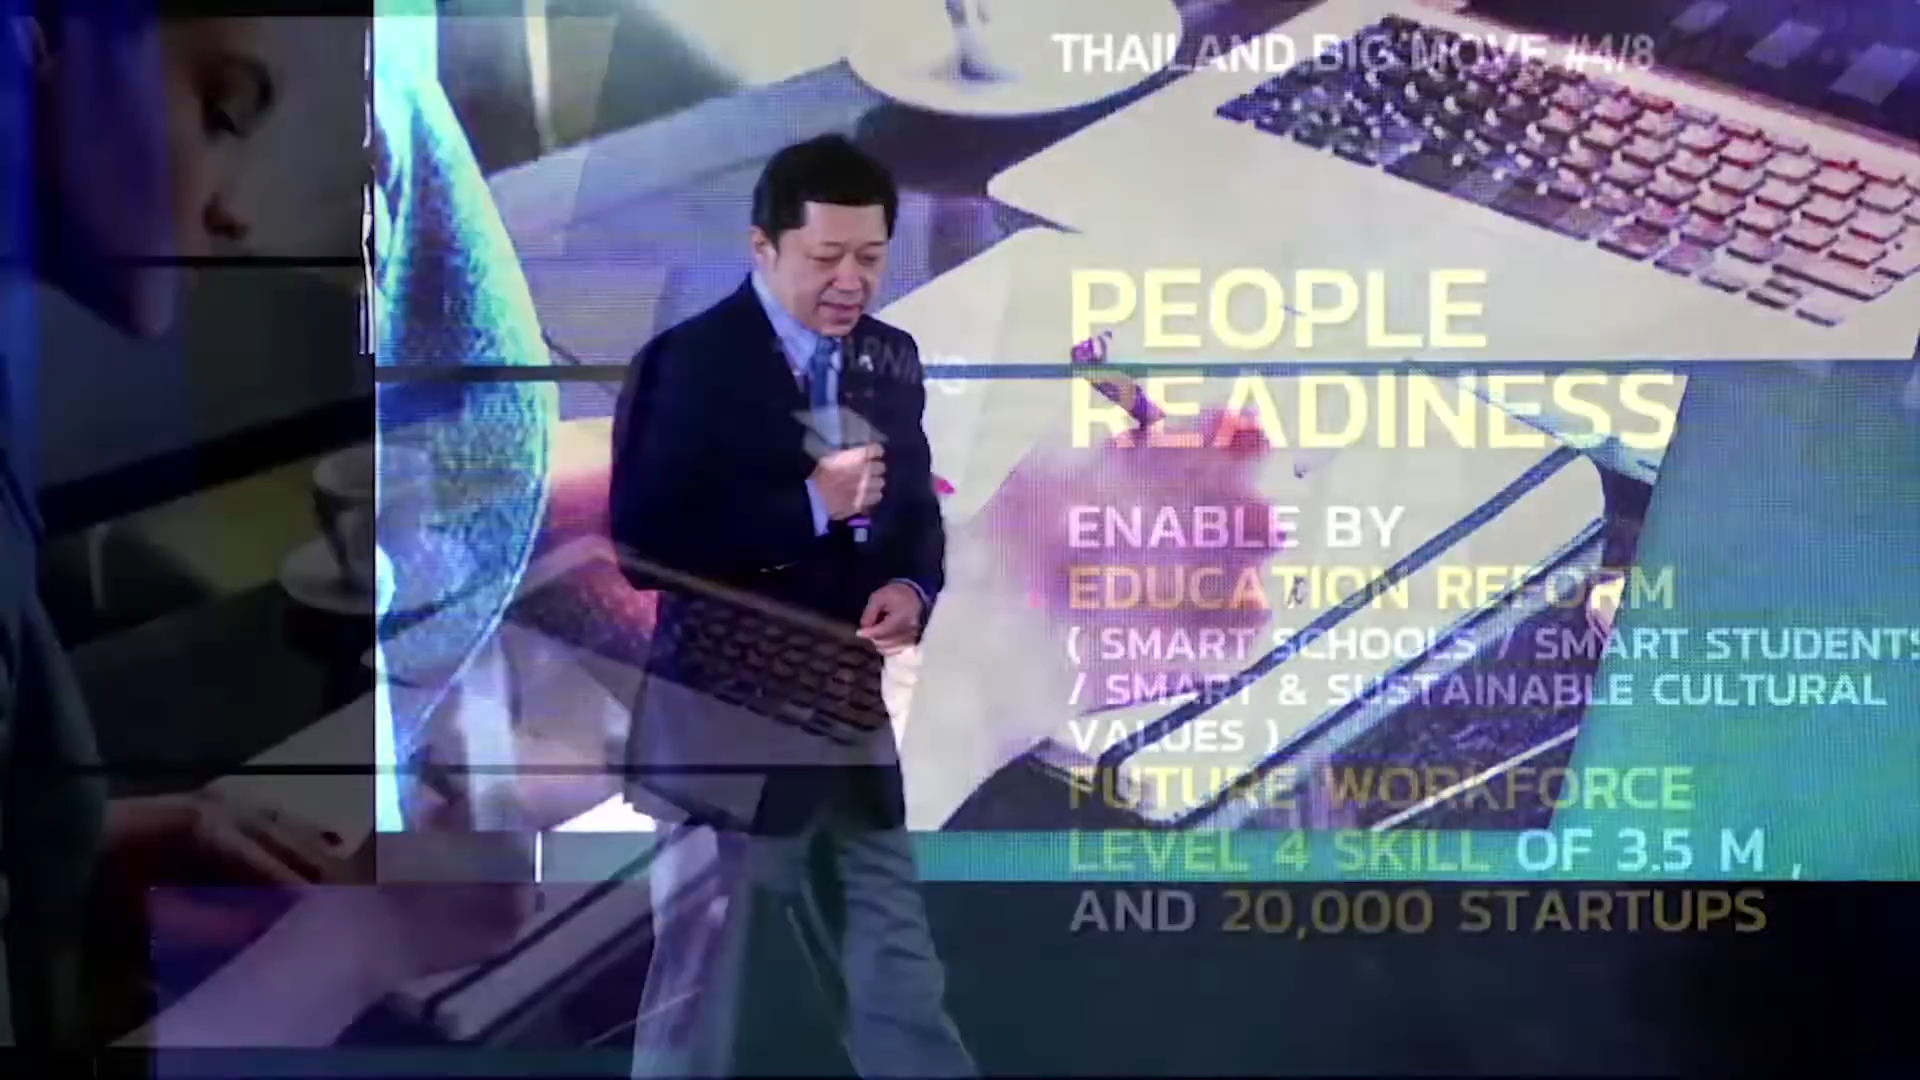 THAILAND BIG MOVE #4/8
PEOPLE
READINESS
ENABLE BY
EDUCATION REFORM
( SMART SCHOOLS / SMART STUDENTS
/ SMART & SUSTAINABLE CULTURAL
VALUES )
FUTURE WORKFORCE
LEVEL 4 SKILL OF 3.5 M ,
AND 20,000 STARTUPS